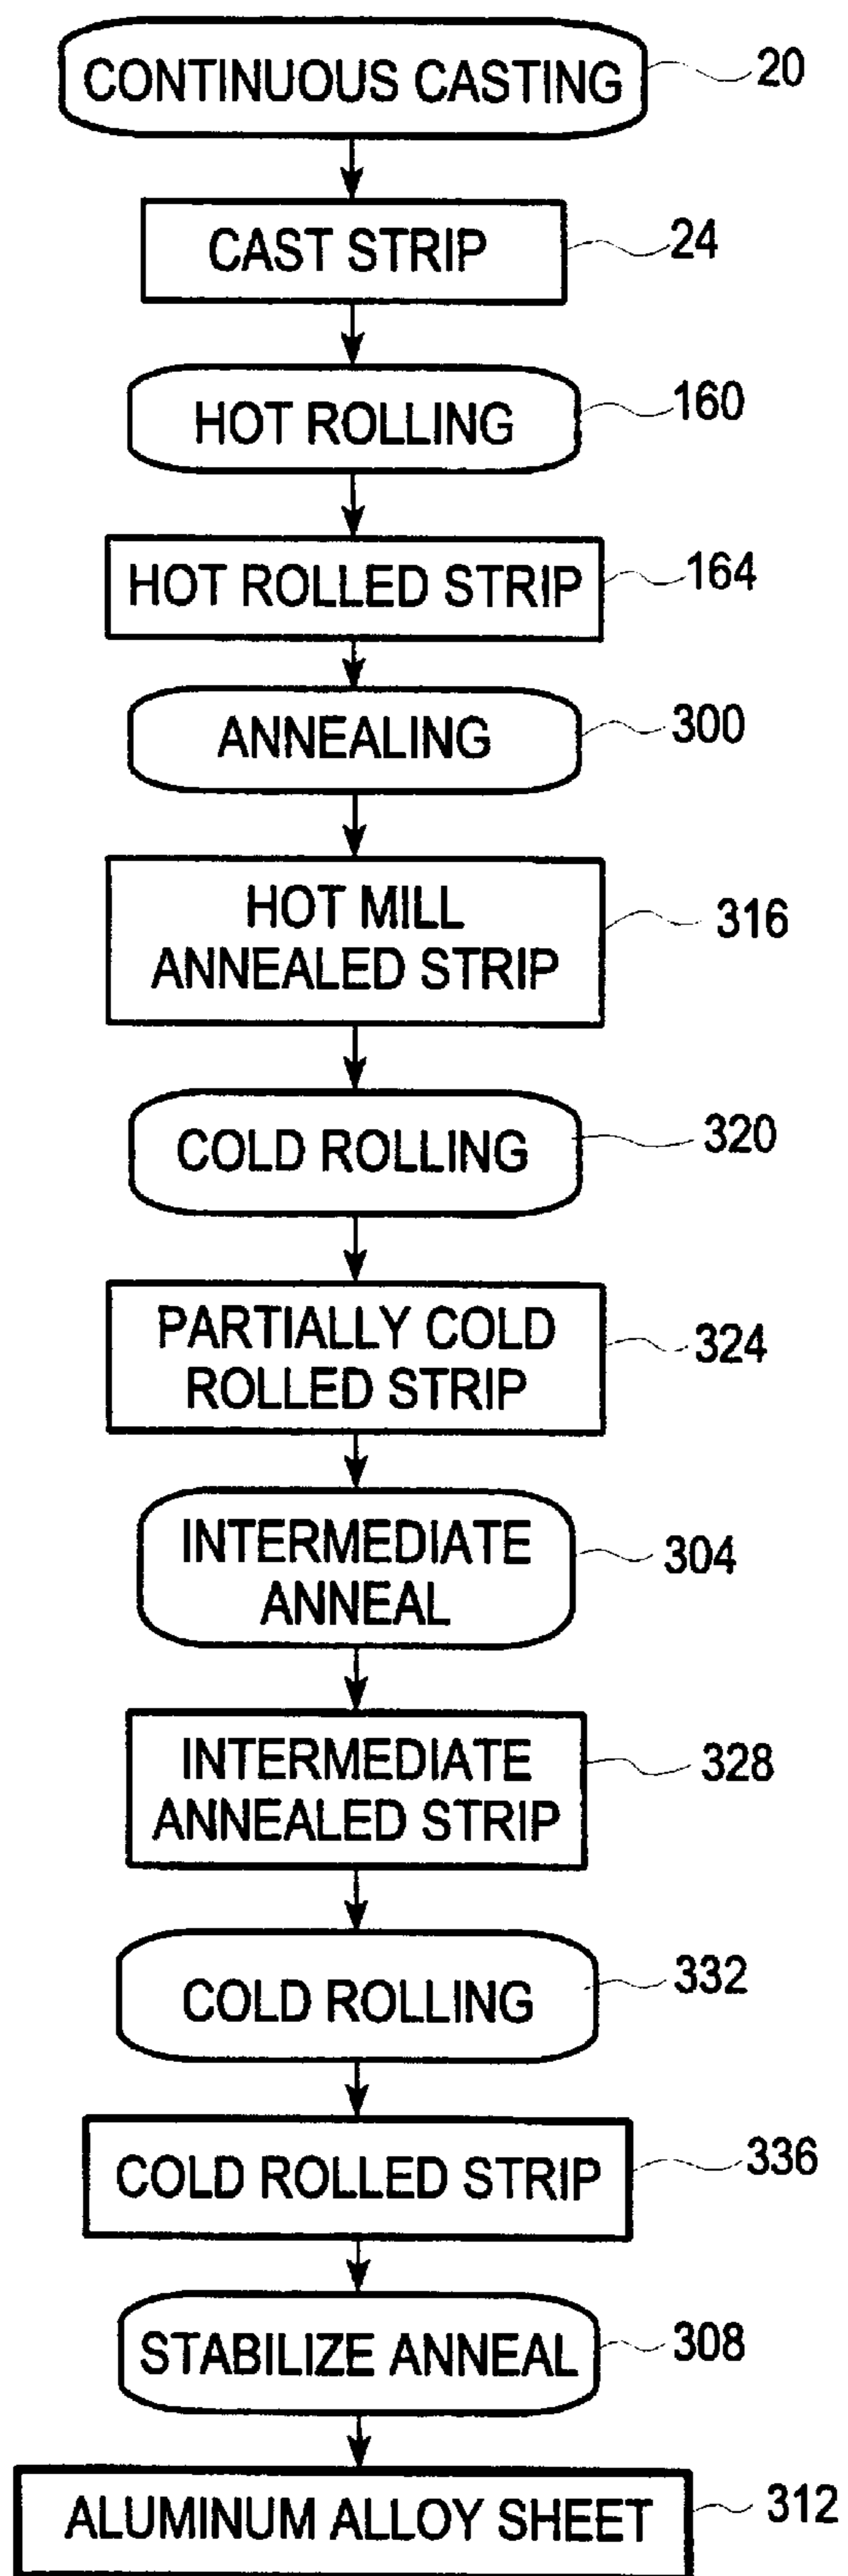 CONTINUOUS CASTING 20
CAST STRIP 24
HOT ROLLING 160
HOT ROLLED STRIP 164
ANNEALING 300
HOT MILL
ANNEALED STRIP 316
COLD ROLLING 320
PARTIALLY COLD
ROLLED STRIP 324
INTERMEDIATE
ANNEAL 304
INTERMEDIATE
ANNEALED STRIP 328
COLD ROLLING 332
COLD ROLLED STRIP 336
STABILIZE ANNEAL 308
ALUMINUM ALLOY SHEET 312